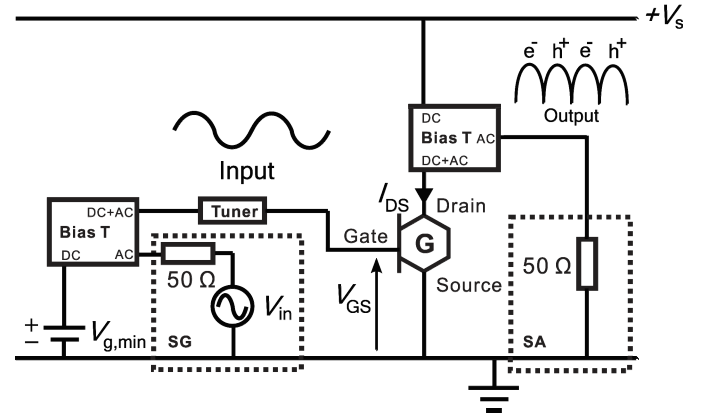 +Vs
e- h+ e- h+
Output
DC
Bias T AC
DC+AC
Input
IDS
Drain
DC+AC
Tuner
Bias T
Gate
G
DC
AC
50 Ω
50 Ω
Source
VGS
Vin
+
−
Vg,min
SG
SA